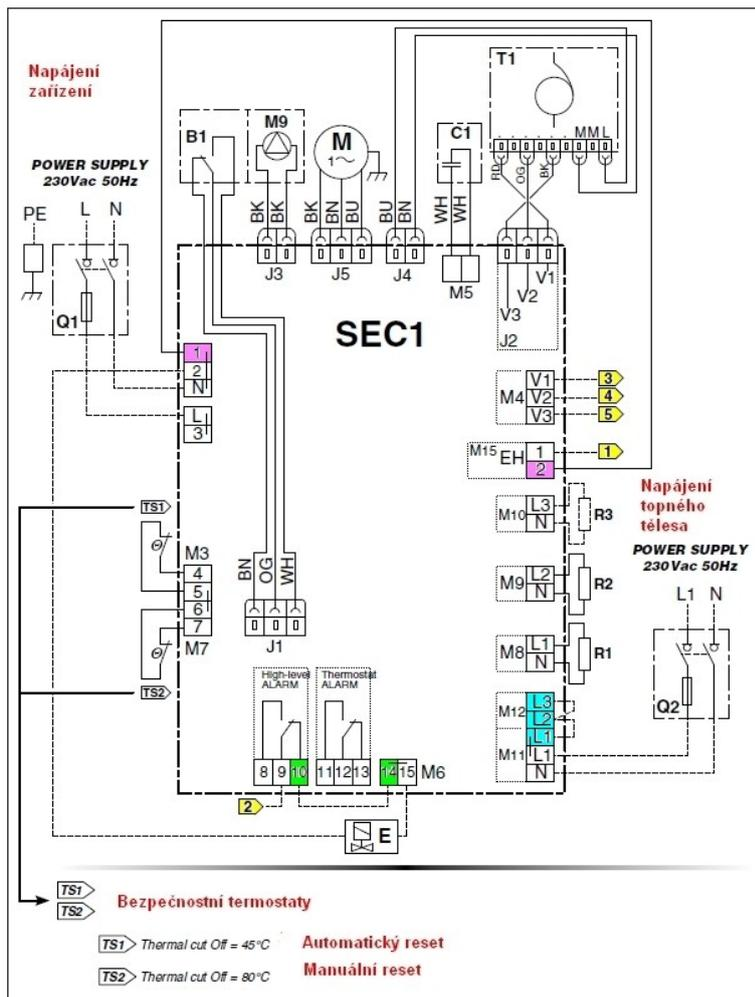 Napájení
zařízení
POWER SUPPLY
230Vac 50Hz
PE
L
N
Q1
B1
M9
M
1~
C1
T1
M M L
RD
OG
BK
BK
BK
BK
BN
BU
BU
BN
WH
WH
J3
J5
J4
M5
V1
V2
V3
J2
SEC1
1
2
N
L
3
M4
V1
V2
V3
3
4
5
M15
EH
1
2
1
Napájení
topného
tělesa
POWER SUPPLY
230Vac 50Hz
L1
N
M10
L3
N
R3
M9
L2
N
R2
M8
L1
N
R1
M12
L3
L2
L1
M11
L1
N
Q2
TS1
M3
4
5
6
7
M7
TS2
BN
OG
WH
J1
High-level
ALARM
Thermostat
ALARM
8 9 10
11 12 13
14 15
M6
2
E
TS1
TS2
Bezpečnostní termostaty
TS1 Thermal cut Off = 45°C Automatický reset
TS2 Thermal cut Off = 80°C Manuální reset